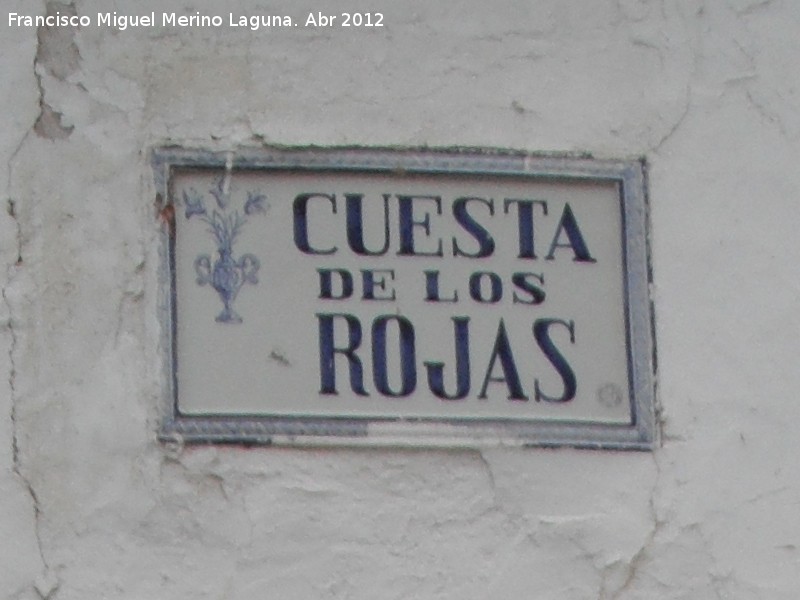 Francisco Miguel Merino Laguna. Abr 2012
CUESTA
DE LOS
ROJAS